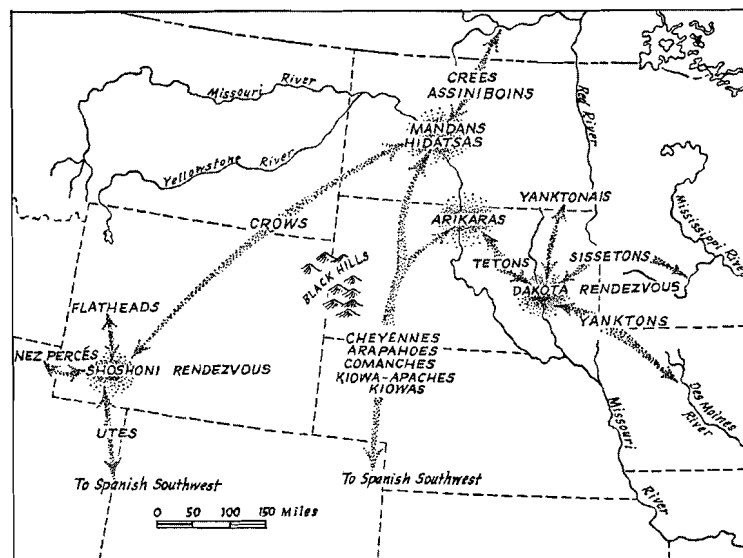 Missouri River
CREES
ASSINIBOINS
Red River
MANDANS
HIDATSAS
Yellowstone River
YANKTONAIS
Mississippi River
ARIKARAS
CROWS
SISSETONS
TETONS
BLACK HILLS
DAKOTA RENDEZVOUS
FLATHEADS
YANKTONS
CHEYENNES
ARAPAHOES
COMANCHES
KIOWA-APACHES
KIOWAS
NEZ PERCÉS
SHOSHONI RENDEZVOUS
Des Moines
River
Missouri
River
UTES
To Spanish Southwest
To Spanish Southwest
0 50 100 150 Miles